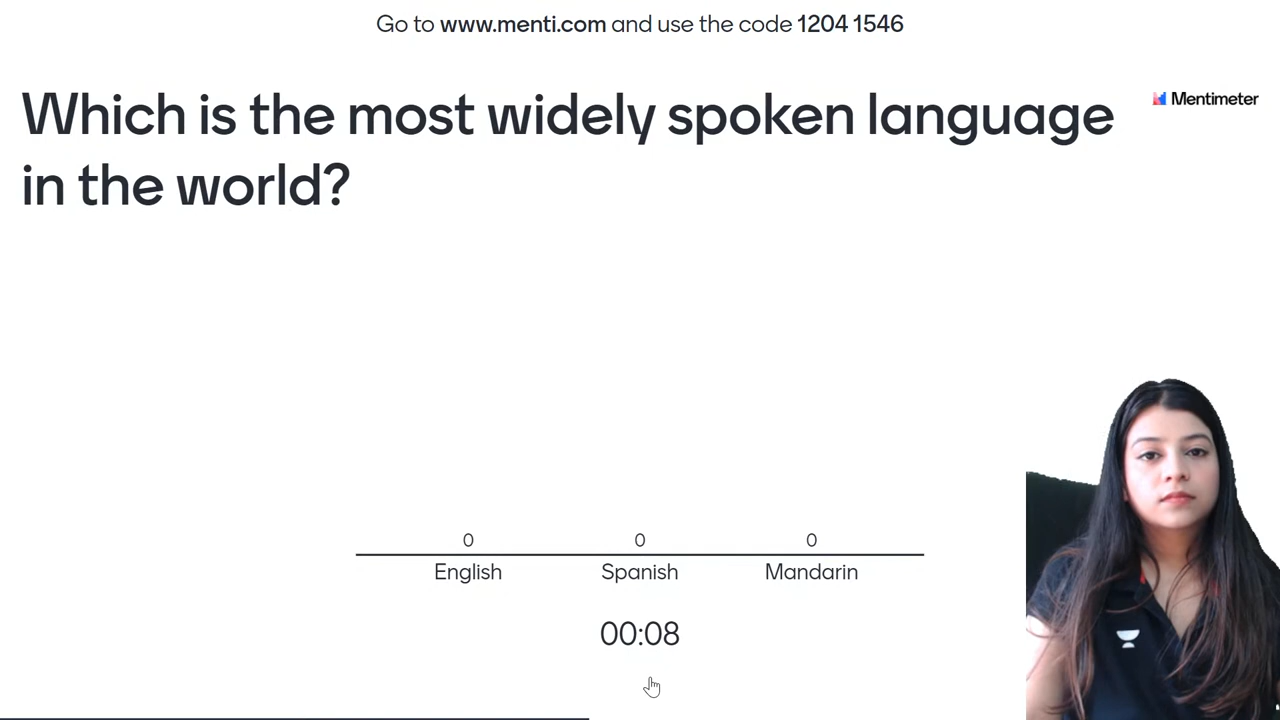 Go to www.menti.com and use the code 1204 1546
Which is the most widely spoken language
in the world?
Mentimeter
0 0 0
English Spanish Mandarin
00:08